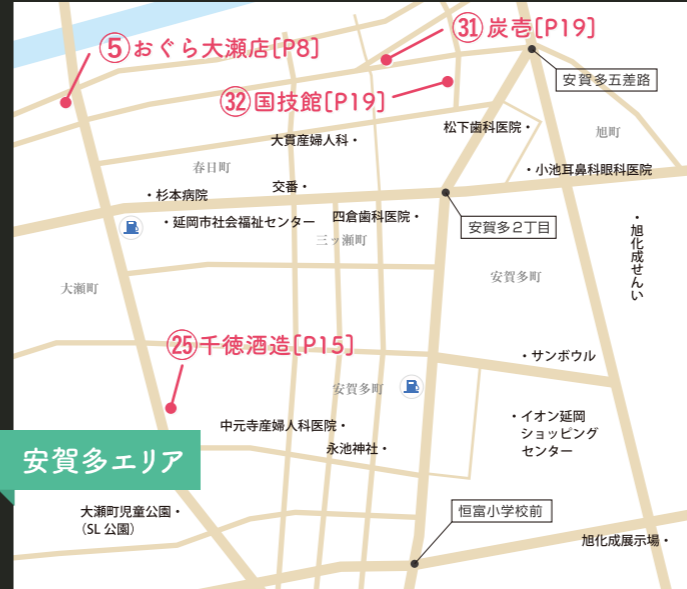 ㉛炭壱[P19]
⑤おぐら大瀬店[P8]
安賀多五差路
㉜国技館[P19]
松下歯科医院・
旭町
大貫産婦人科・
春日町
・小池耳鼻科眼科医院
交番・
・杉本病院
・延岡市社会福祉センター
四倉歯科医院・
安賀多2丁目
三ッ瀬町
・旭化成せんい
安賀多町
大瀬町
㉕千徳酒造[P15]
・サンボウル
安賀多町
・イオン延岡
ショッピング
センター
中元寺産婦人科医院・
永池神社・
安賀多エリア
大瀬町児童公園・
（SL 公園）
恒富小学校前
旭化成展示場・